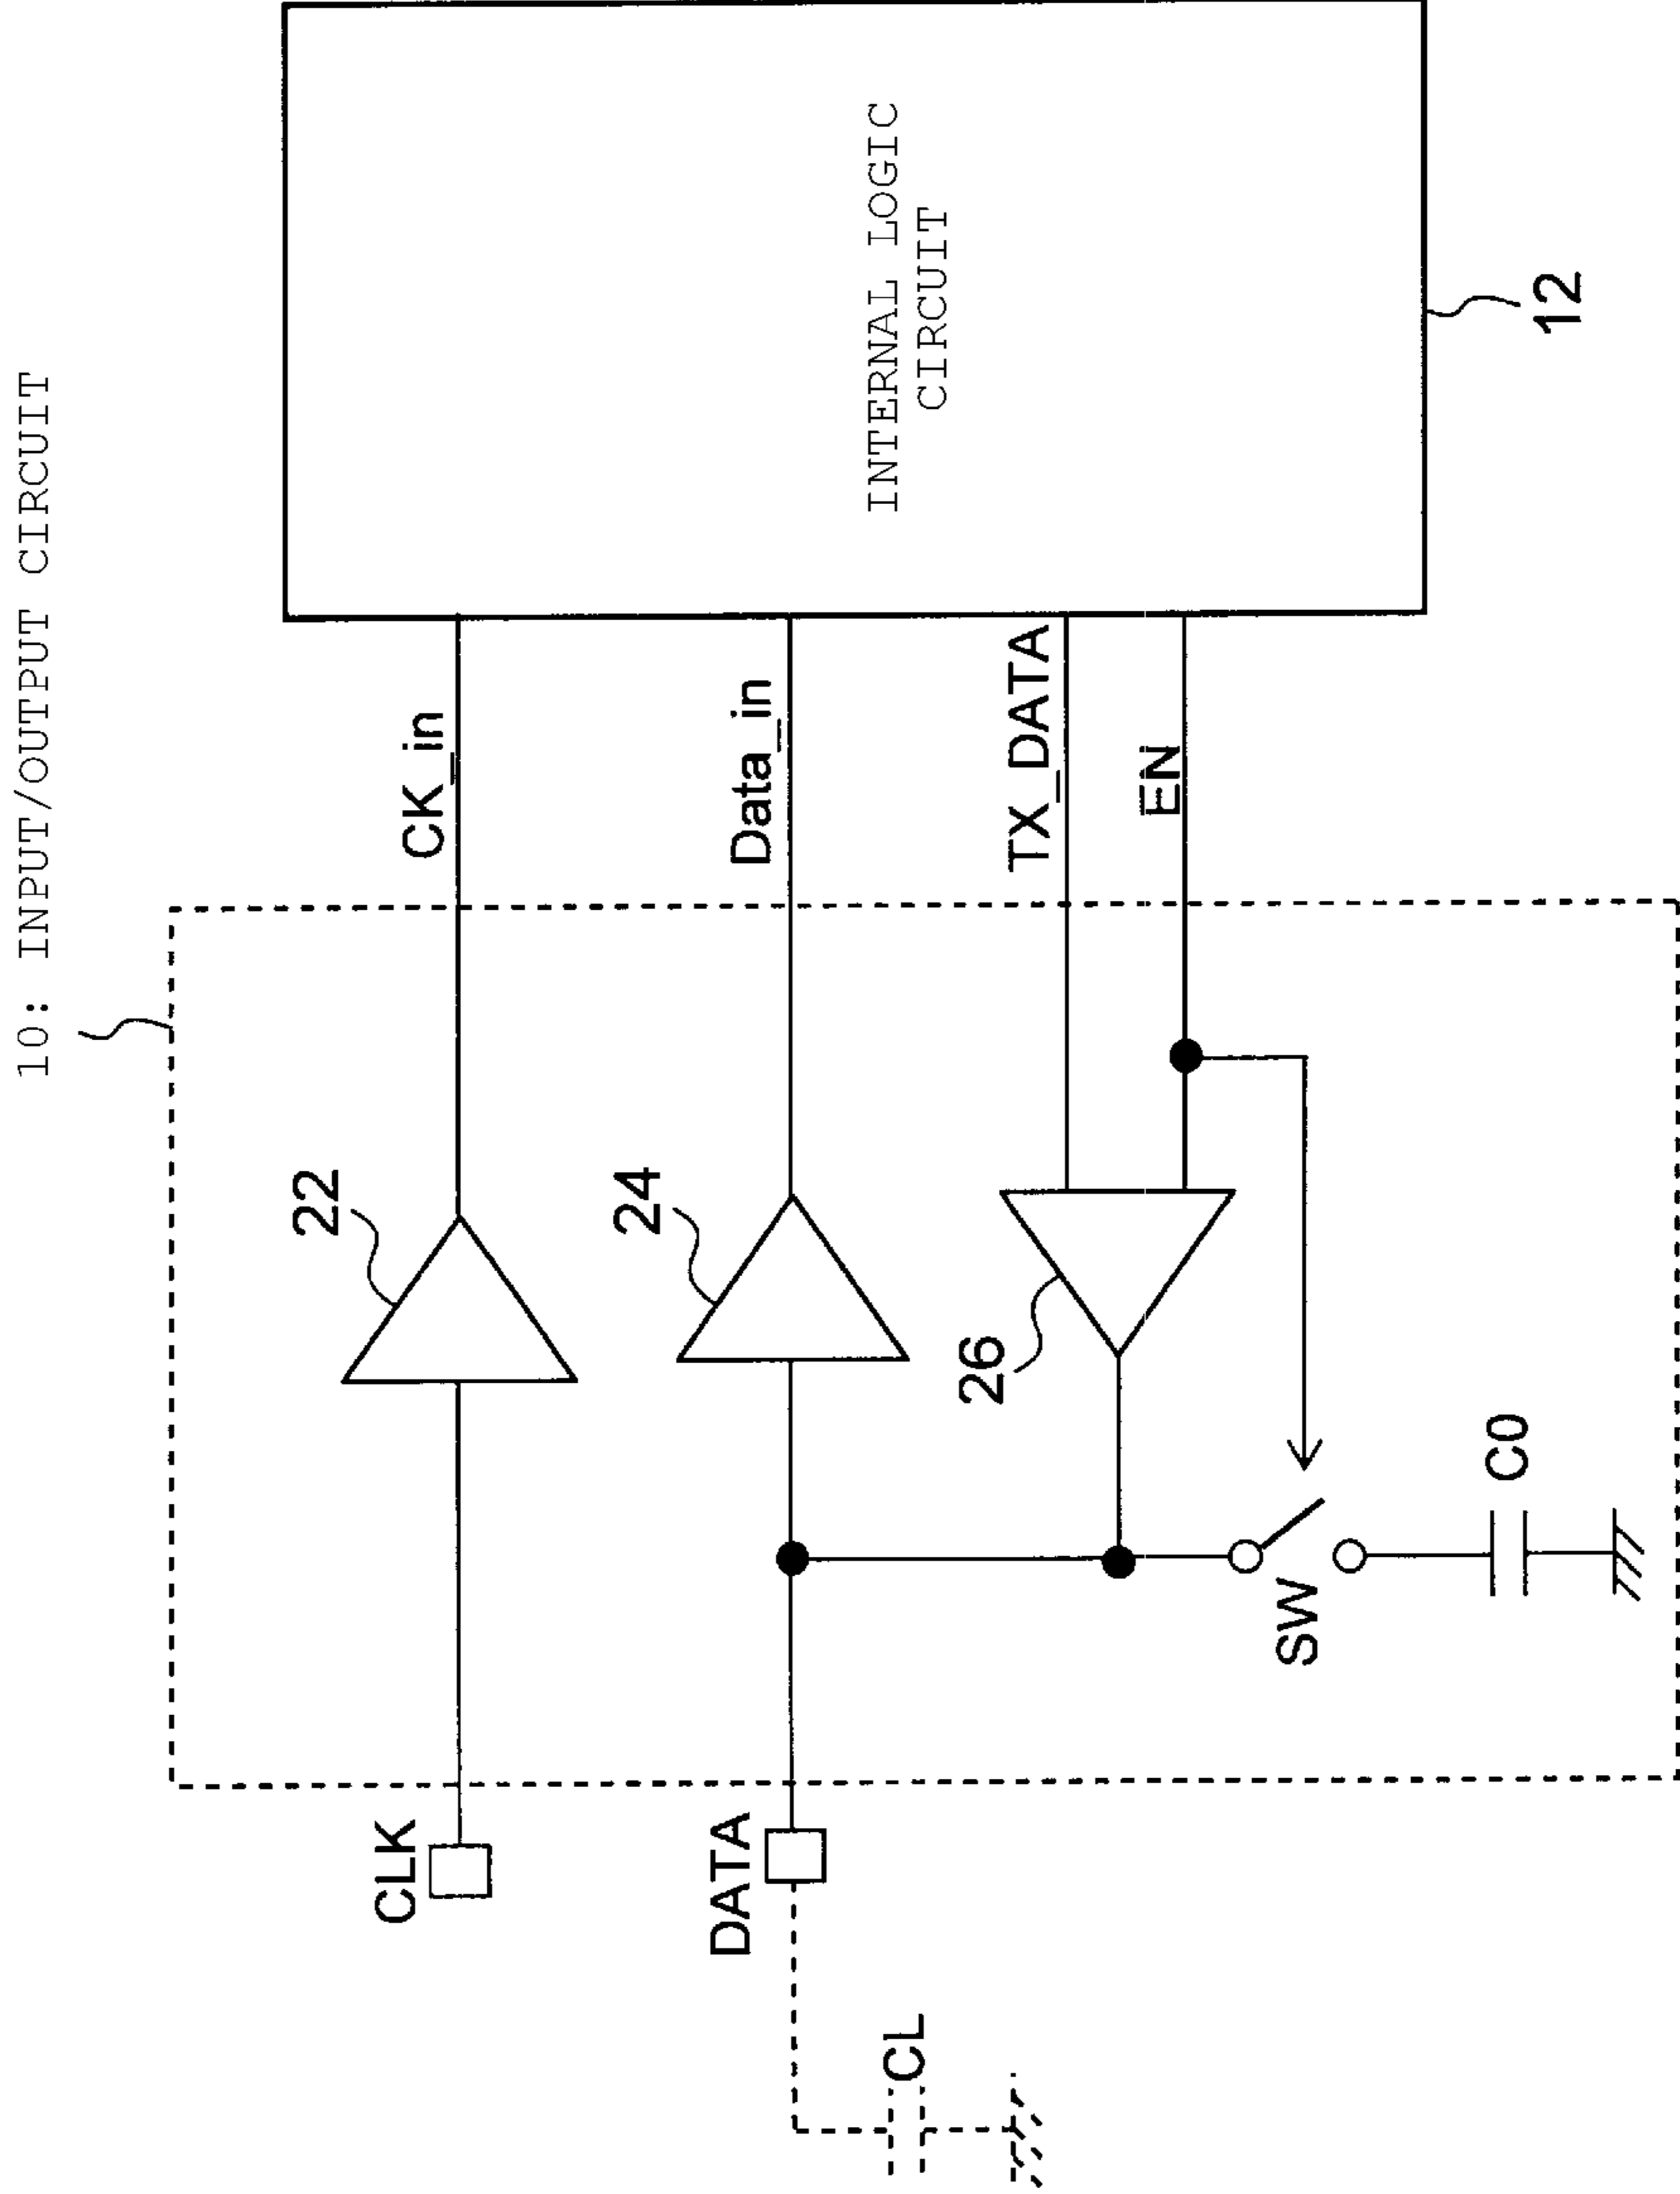 10: INPUT/OUTPUT CIRCUIT
CLK
22
CK_in
DATA
24
Data_in
INTERNAL LOGIC
CIRCUIT
CL
26
TX_DATA
EN
SW
C0
12